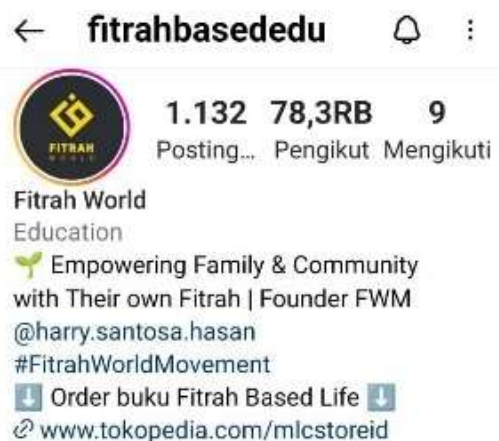 fitrahbasededu
FITRAH
WORLD
1.132 78,3RB 9
Posting... Pengikut Mengikuti
Fitrah World
Education
🌱 Empowering Family & Community
with Their own Fitrah | Founder FWM
@harry.santosa.hasan
#FitrahWorldMovement
⬇️ Order buku Fitrah Based Life ⬇️
www.tokopedia.com/mlcstoreid